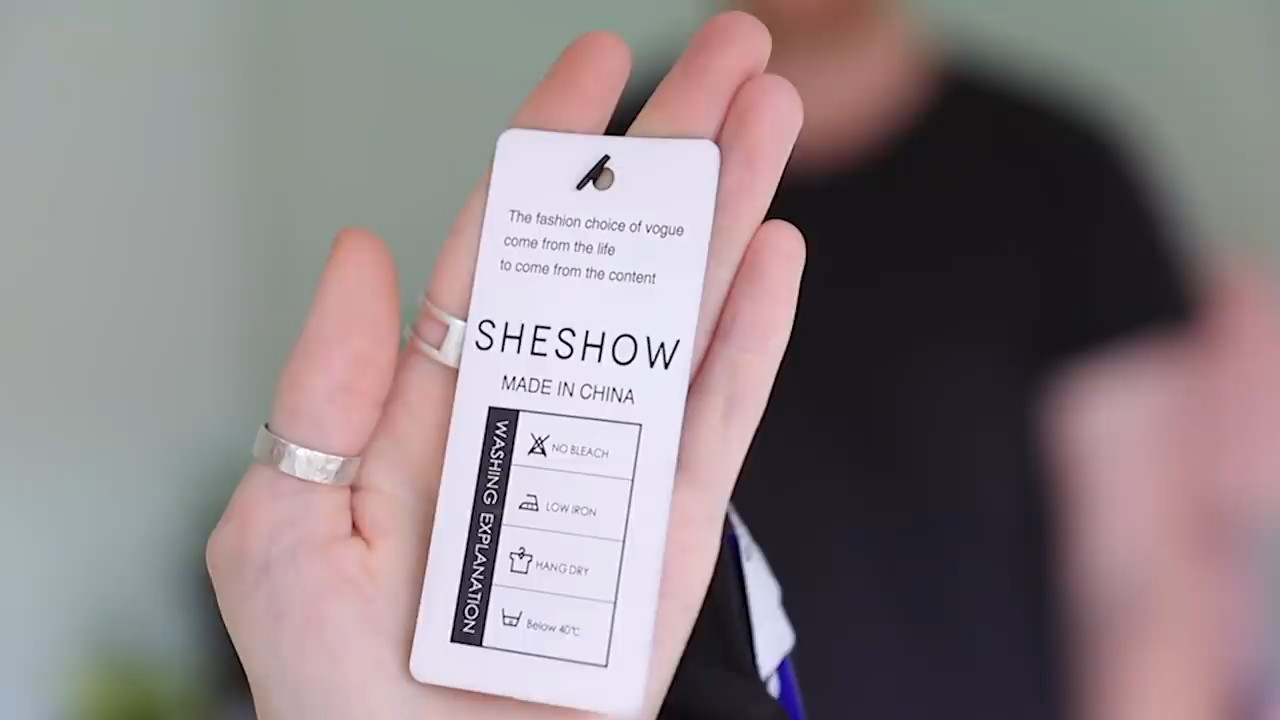 The fashion choice of vogue
come from the life
to come from the content
SHESHOW
MADE IN CHINA
WASHING EXPLANATION
NO BLEACH
LOW IRON
HANG DRY
Below 40℃